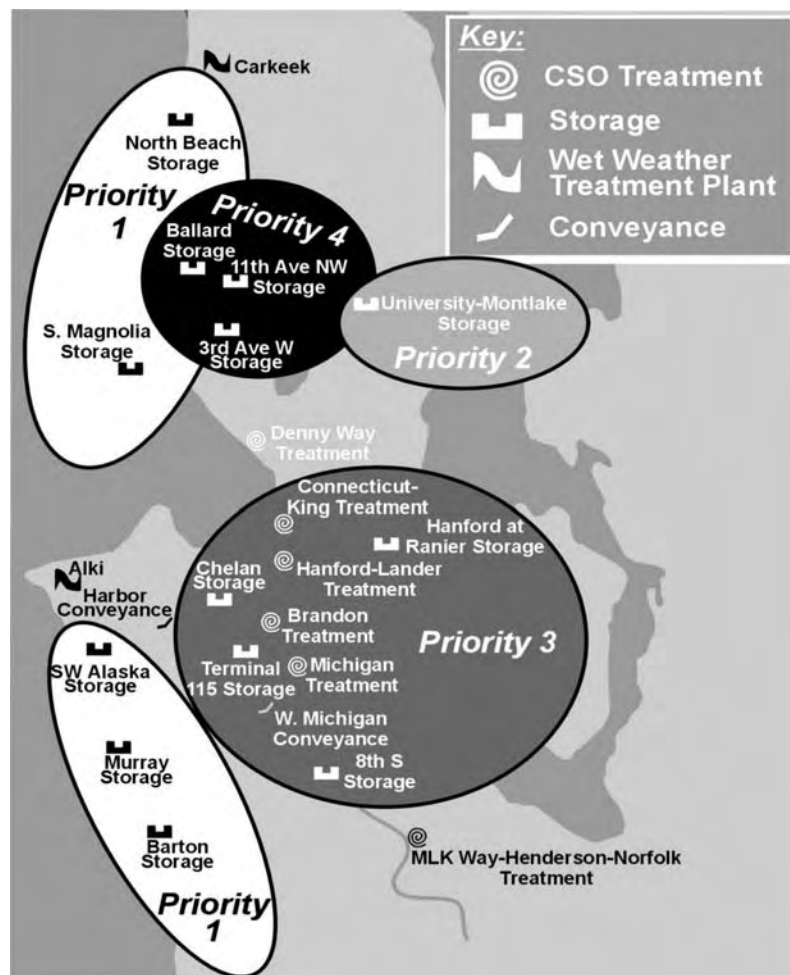 Key:
CSO Treatment
Storage
Wet Weather
Treatment Plant
Conveyance
Carkeek
North Beach
Storage
Priority
1
Priority 4
Ballard
Storage
11th Ave NW
Storage
S. Magnolia
Storage
3rd Ave W
Storage
University-Montlake
Storage
Priority 2
Denny Way
Treatment
Connecticut-
King Treatment
Hanford at
Ranier Storage
Chelan
Storage
Hanford-Lander
Treatment
Alki
Harbor
Conveyance
Brandon
Treatment
Priority 3
SW Alaska
Storage
Terminal
115 Storage
Michigan
Treatment
W. Michigan
Conveyance
Murray
Storage
8th S
Storage
Barton
Storage
MLK Way-Henderson-Norfolk
Treatment
Priority
1